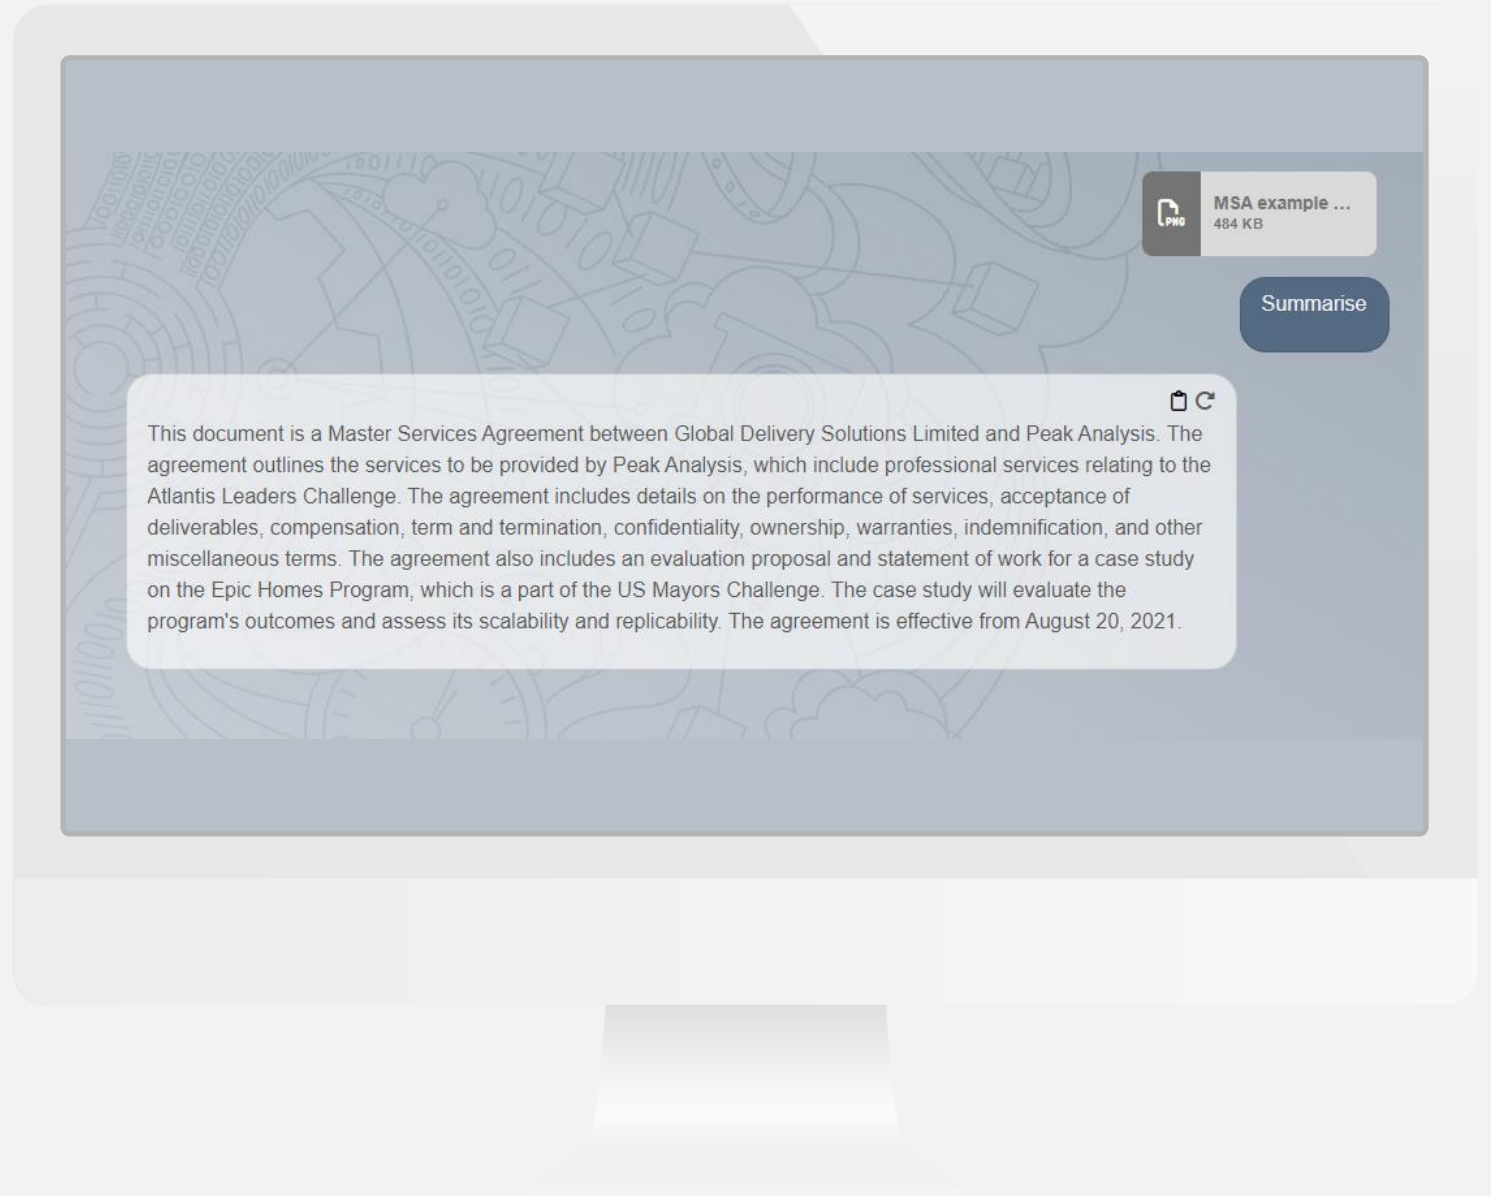 MSA example ...
484 KB
PNG
Summarise
This document is a Master Services Agreement between Global Delivery Solutions Limited and Peak Analysis. The
agreement outlines the services to be provided by Peak Analysis, which include professional services relating to the
Atlantis Leaders Challenge. The agreement includes details on the performance of services, acceptance of
deliverables, compensation, term and termination, confidentiality, ownership, warranties, indemnification, and other
miscellaneous terms. The agreement also includes an evaluation proposal and statement of work for a case study
on the Epic Homes Program, which is a part of the US Mayors Challenge. The case study will evaluate the
program's outcomes and assess its scalability and replicability. The agreement is effective from August 20, 2021.